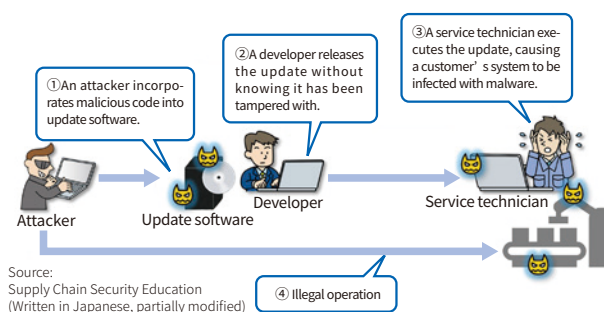 ①An attacker incorpo-
rates malicious code into
update software.
②A developer releases
the update without
knowing it has been
tampered with.
③A service technician exe-
cutes the update, causing
a customer’s system to be
infected with malware.
Attacker
Update software
Developer
Service technician
④ Illegal operation
Source:
Supply Chain Security Education
(Written in Japanese, partially modified)